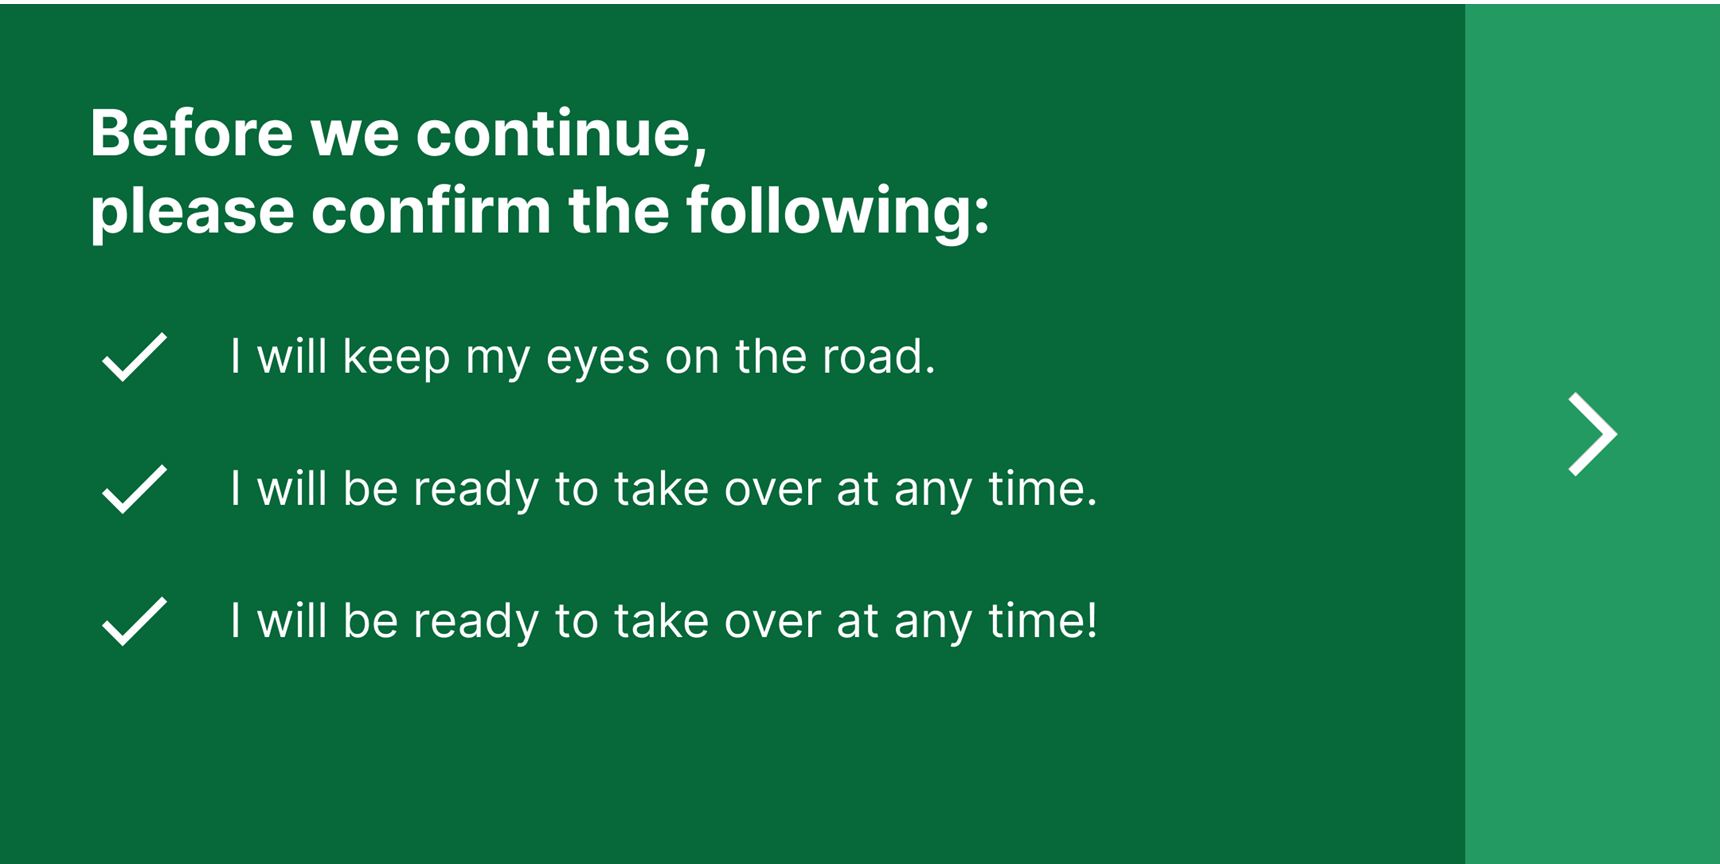 Before we continue,
please confirm the following:
I will keep my eyes on the road.
I will be ready to take over at any time.
I will be ready to take over at any time!